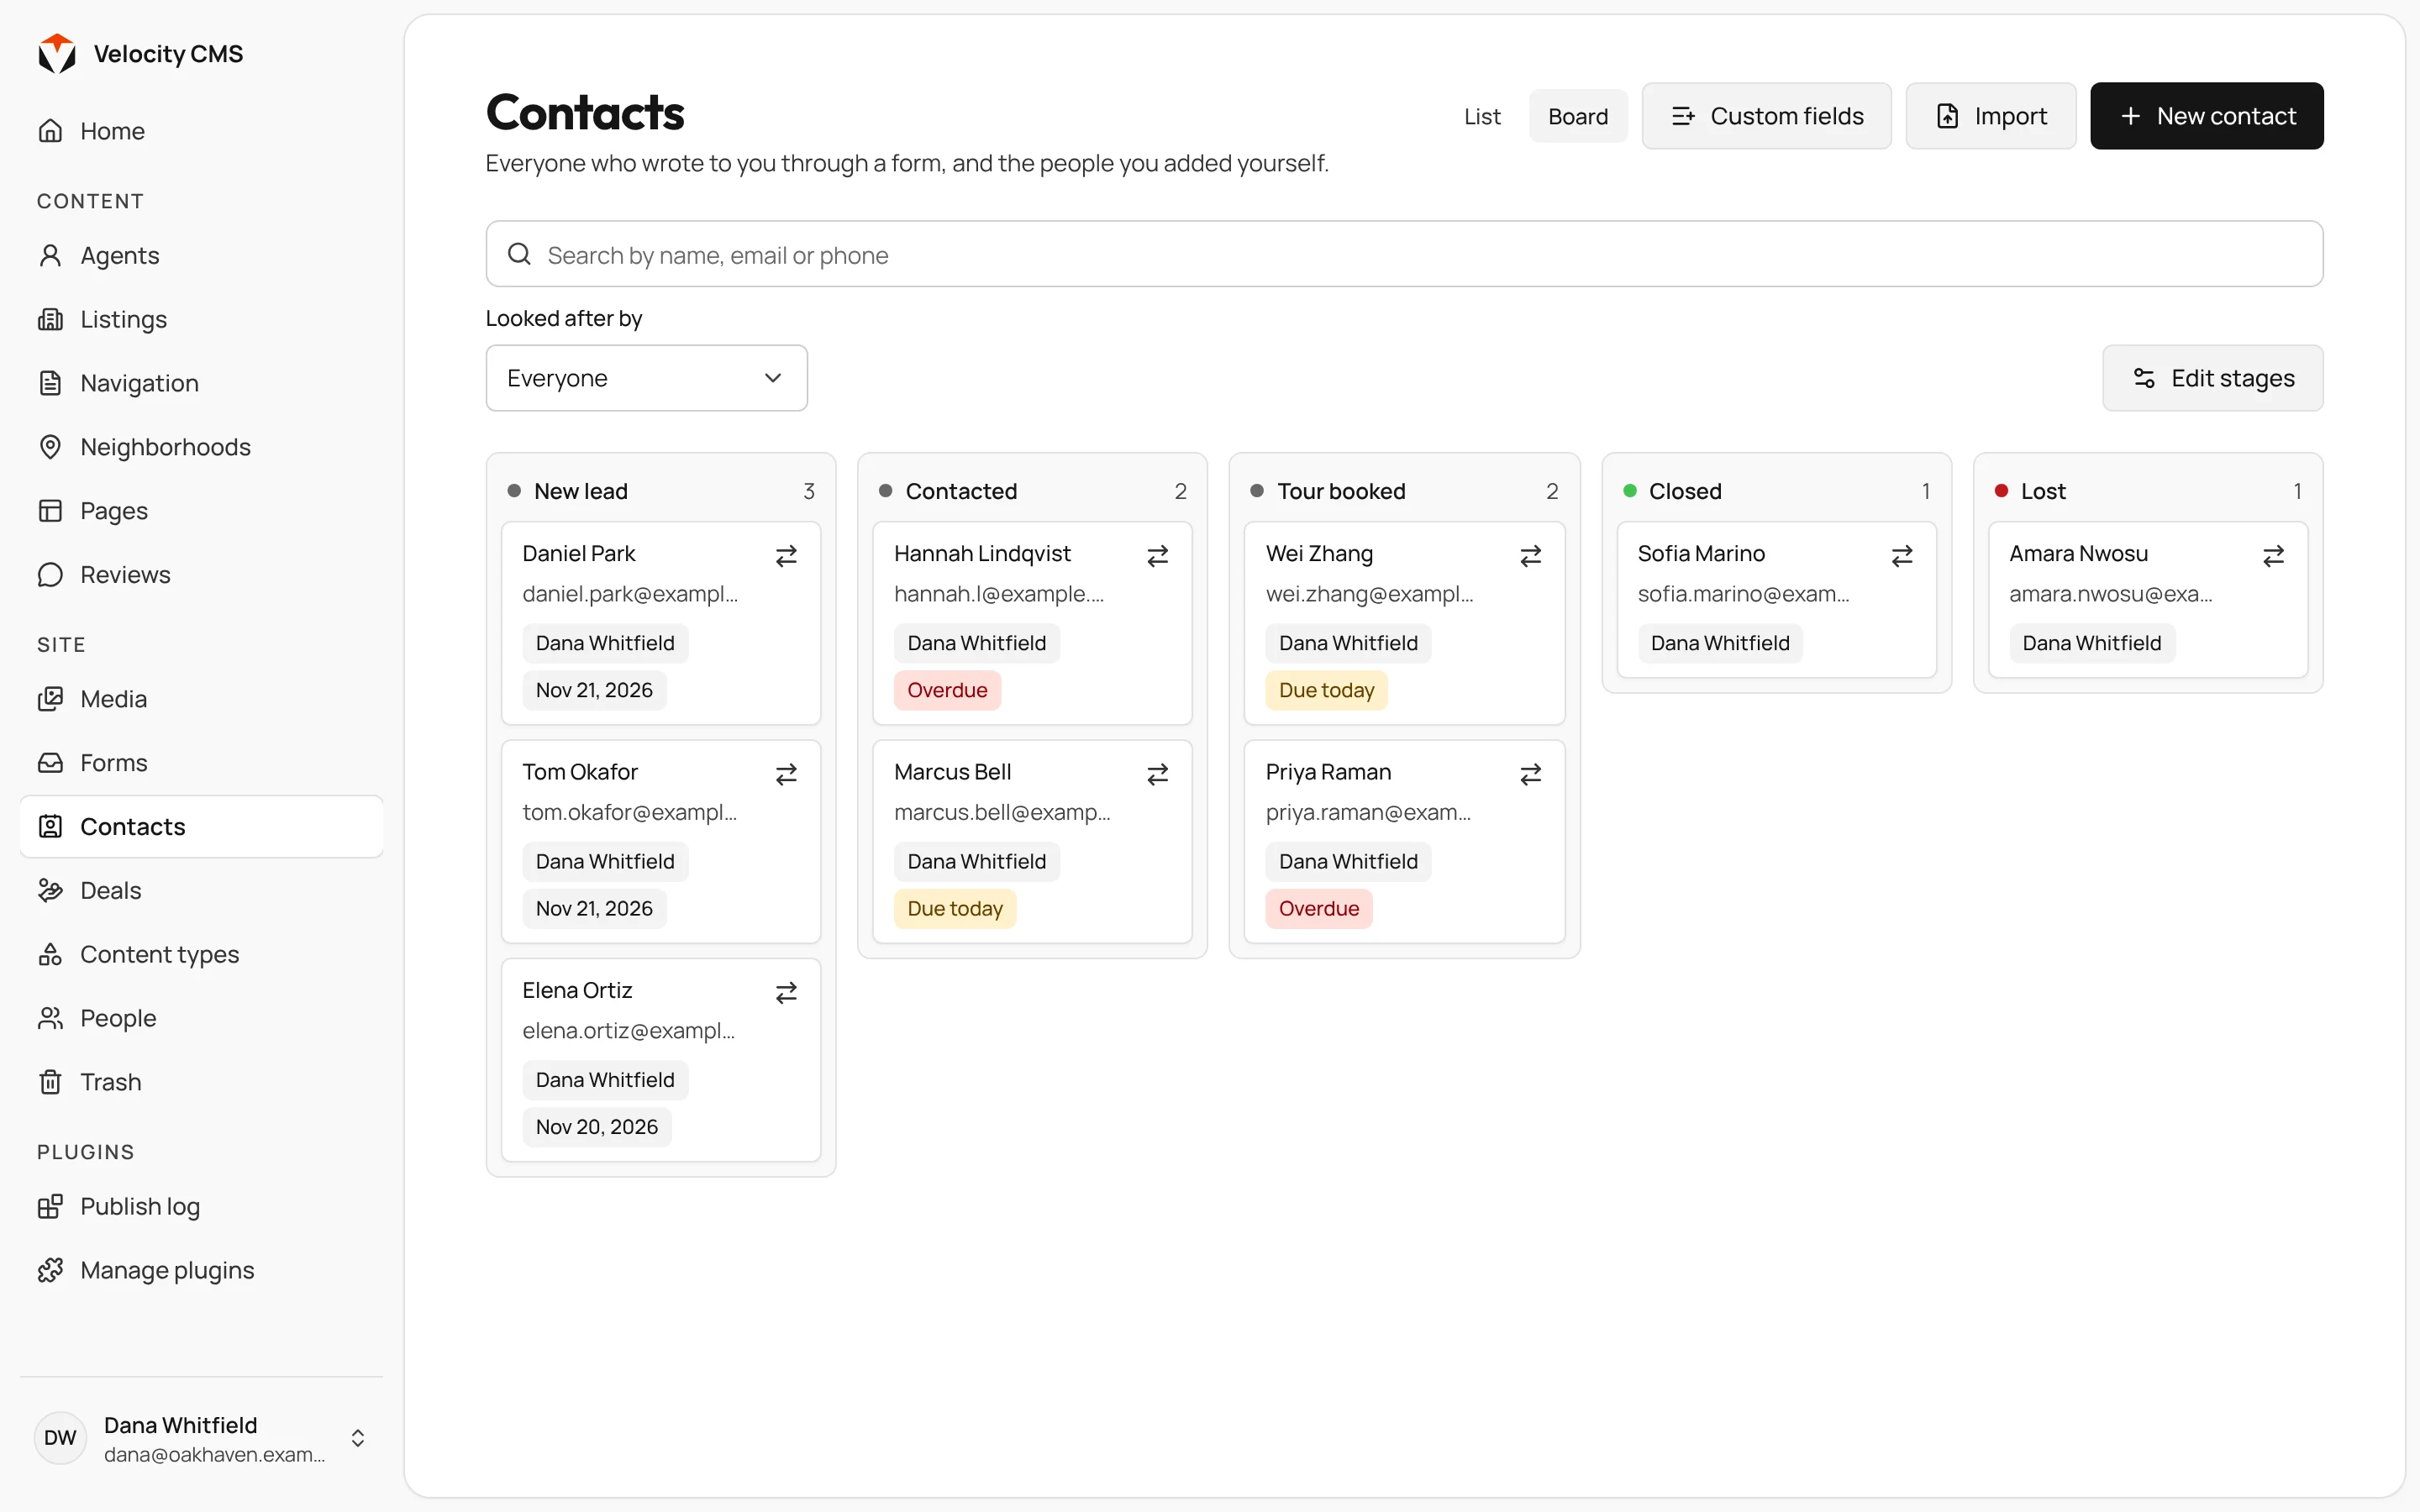 Velocity CMS
Home
CONTENT
Agents
Listings
Navigation
Neighborhoods
Pages
Reviews
SITE
Media
Forms
Contacts
Deals
Content types
People
Trash
PLUGINS
Publish log
Manage plugins
DW
Dana Whitfield
dana@oakhaven.exam...
Contacts
Everyone who wrote to you through a form, and the people you added yourself.
List
Board
Custom fields
Import
New contact
Search by name, email or phone
Looked after by
Everyone
Edit stages
New lead 3
Daniel Park
daniel.park@exampl...
Dana Whitfield
Nov 21, 2026
Tom Okafor
tom.okafor@exampl...
Dana Whitfield
Nov 21, 2026
Elena Ortiz
elena.ortiz@exampl...
Dana Whitfield
Nov 20, 2026
Contacted 2
Hannah Lindqvist
hannah.l@example....
Dana Whitfield
Overdue
Marcus Bell
marcus.bell@examp...
Dana Whitfield
Due today
Tour booked 2
Wei Zhang
wei.zhang@exampl...
Dana Whitfield
Due today
Priya Raman
priya.raman@exam...
Dana Whitfield
Overdue
Closed 1
Sofia Marino
sofia.marino@exam...
Dana Whitfield
Lost 1
Amara Nwosu
amara.nwosu@exa...
Dana Whitfield